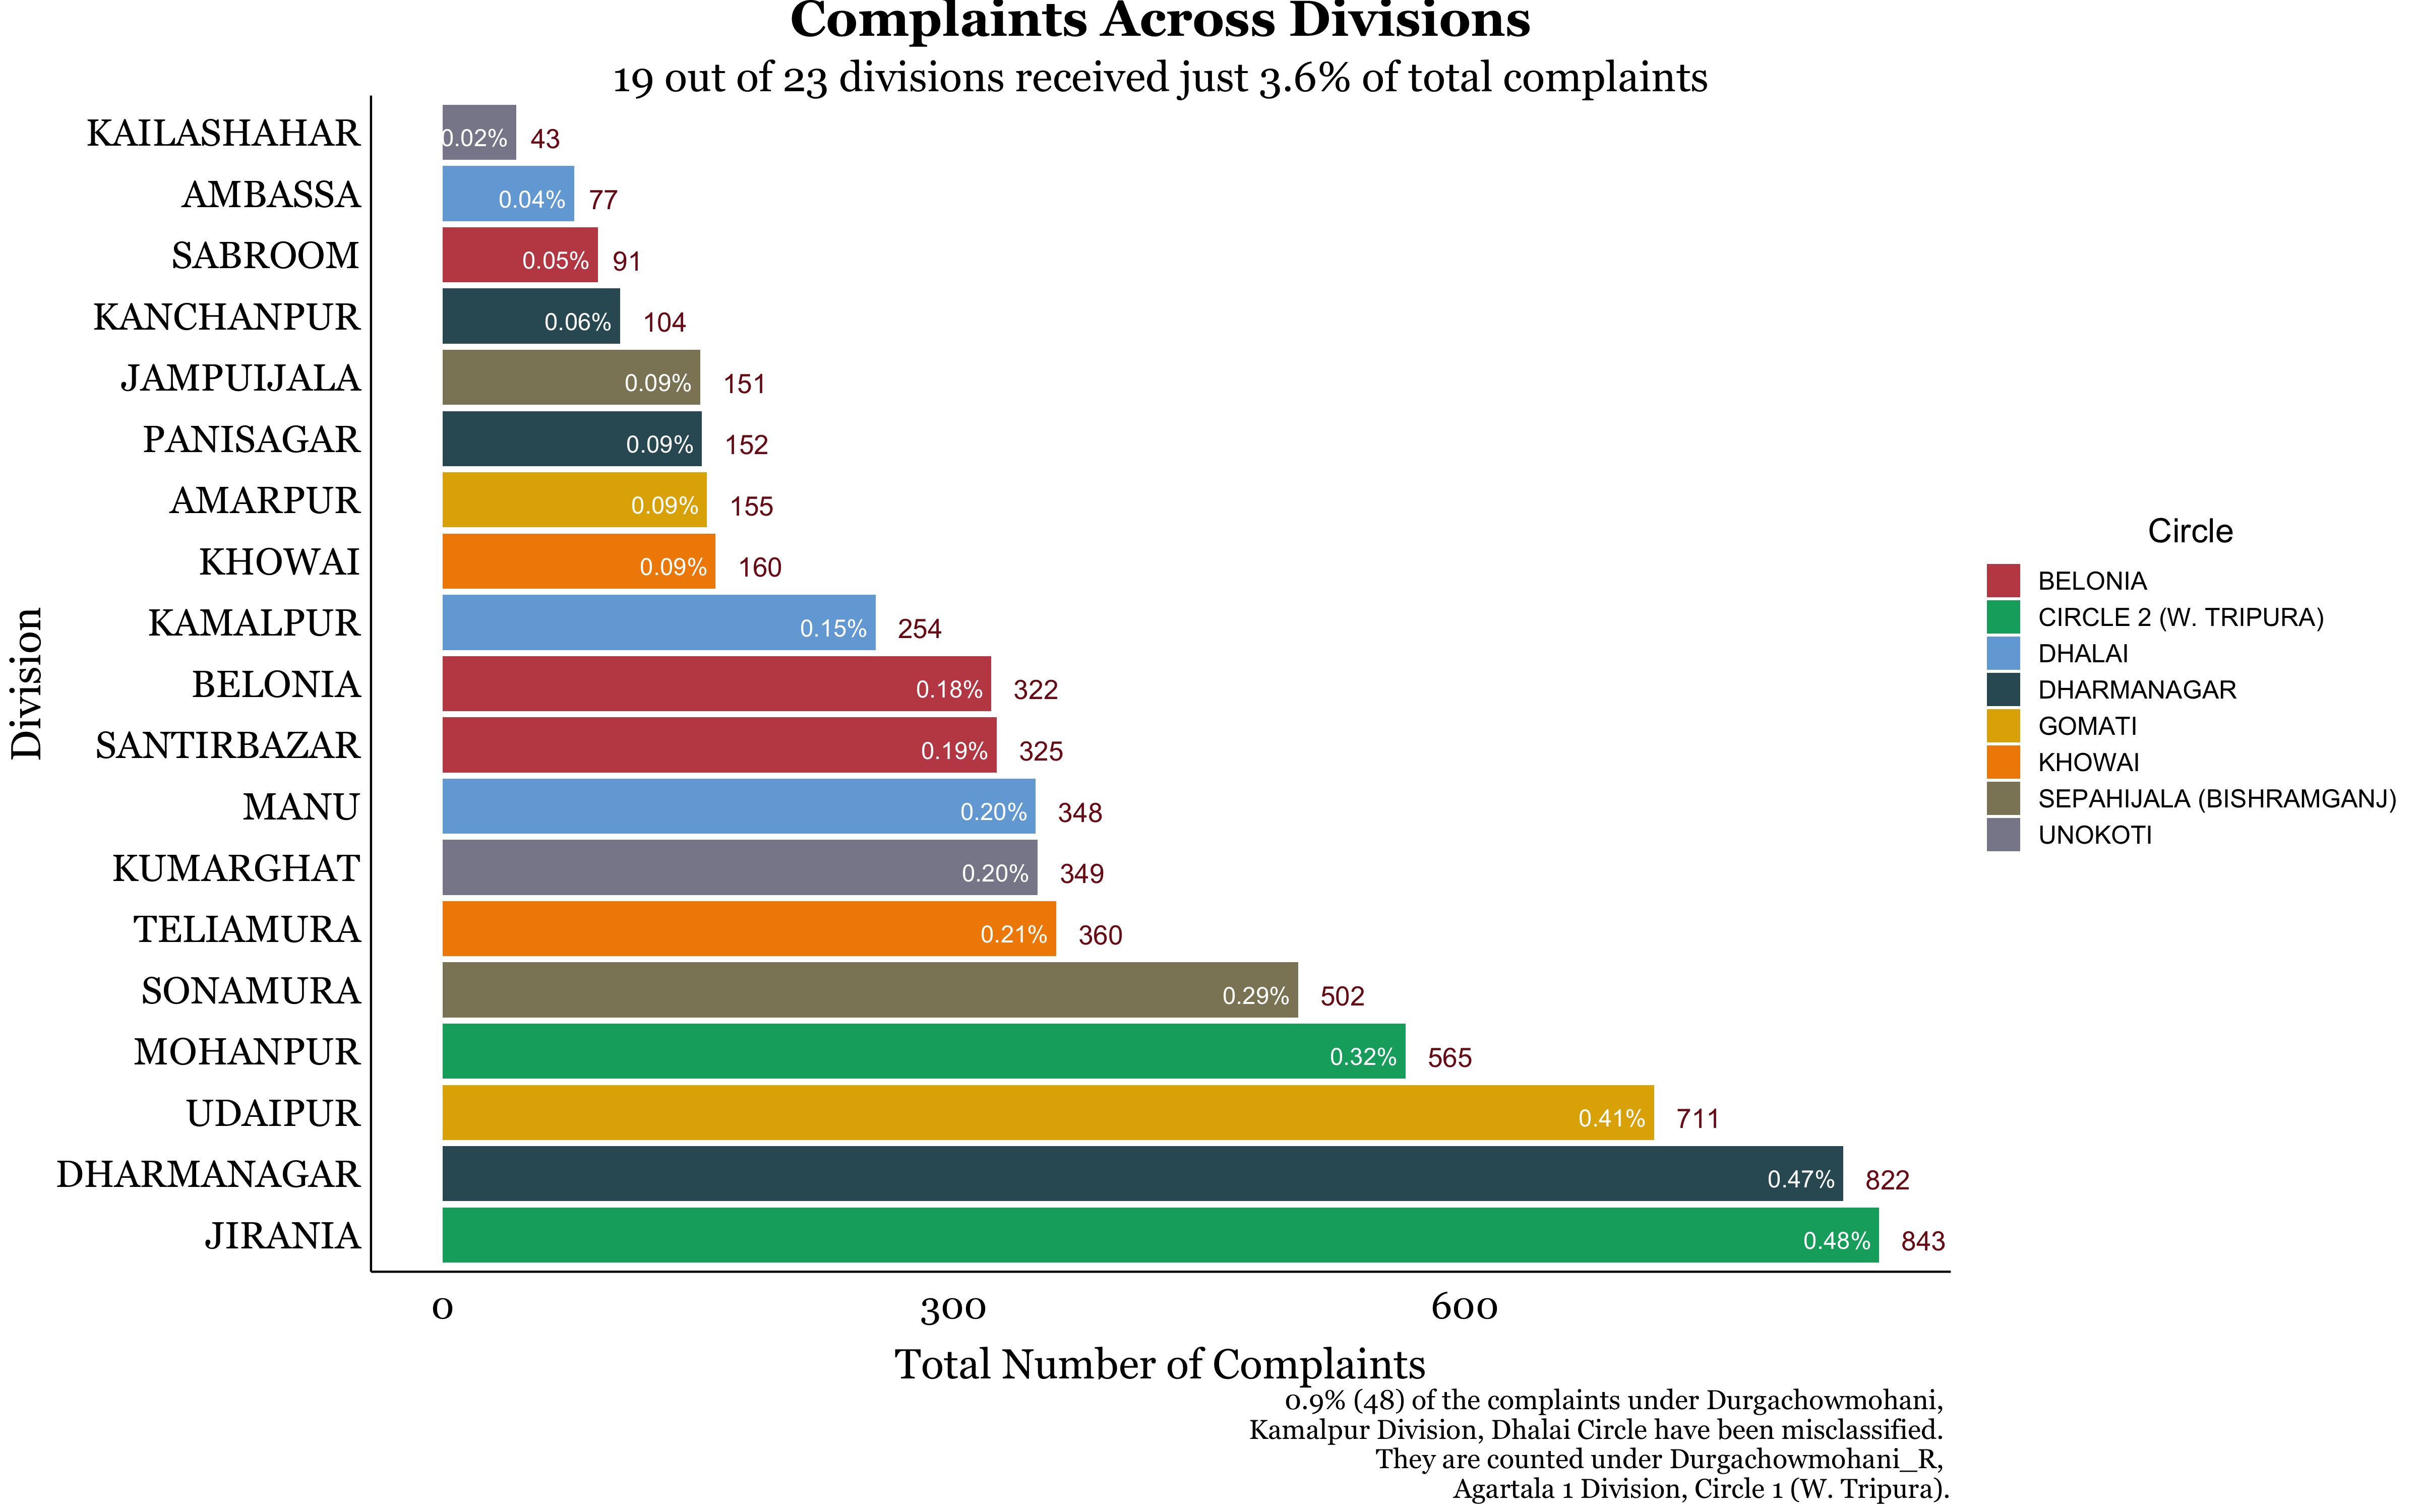 Complaints Across Divisions
19 out of 23 divisions received just 3.6% of total complaints
KAILASHAHAR 0.02% 43
AMBASSA 0.04% 77
SABROOM 0.05% 91
KANCHANPUR 0.06% 104
JAMPUIJALA 0.09% 151
PANISAGAR 0.09% 152
AMARPUR 0.09% 155
KHOWAI 0.09% 160
KAMALPUR 0.15% 254
BELONIA 0.18% 322
SANTIRBAZAR 0.19% 325
MANU 0.20% 348
KUMARGHAT 0.20% 349
TELIAMURA 0.21% 360
SONAMURA 0.29% 502
MOHANPUR 0.32% 565
UDAIPUR 0.41% 711
DHARMANAGAR 0.47% 822
JIRANIA 0.48% 843
Division
0 300 600
Total Number of Complaints
Circle
BELONIA
CIRCLE 2 (W. TRIPURA)
DHALAI
DHARMANAGAR
GOMATI
KHOWAI
SEPAHIJALA (BISHRAMGANJ)
UNOKOTI
0.9% (48) of the complaints under Durgachowmohani,
Kamalpur Division, Dhalai Circle have been misclassified.
They are counted under Durgachowmohani_R,
Agartala 1 Division, Circle 1 (W. Tripura).